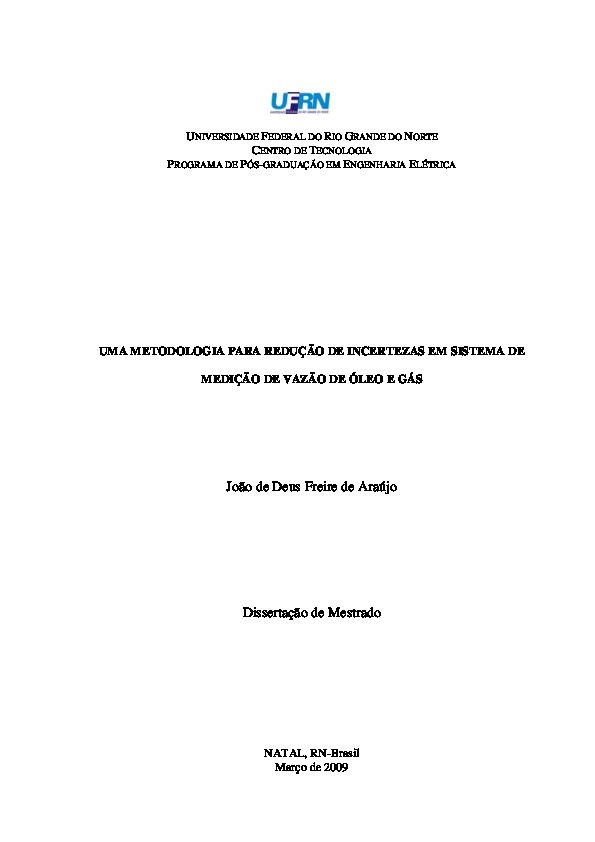 UFRN
UNIVERSIDADE FEDERAL DO RIO GRANDE DO NORTE
CENTRO DE TECNOLOGIA
PROGRAMA DE PÓS-GRADUAÇÃO EM ENGENHARIA ELÉTRICA
UMA METODOLOGIA PARA REDUÇÃO DE INCERTEZAS EM SISTEMA DE
MEDIÇÃO DE VAZÃO DE ÓLEO E GÁS
João de Deus Freire de Araújo
Dissertação de Mestrado
NATAL, RN-Brasil
Março de 2009